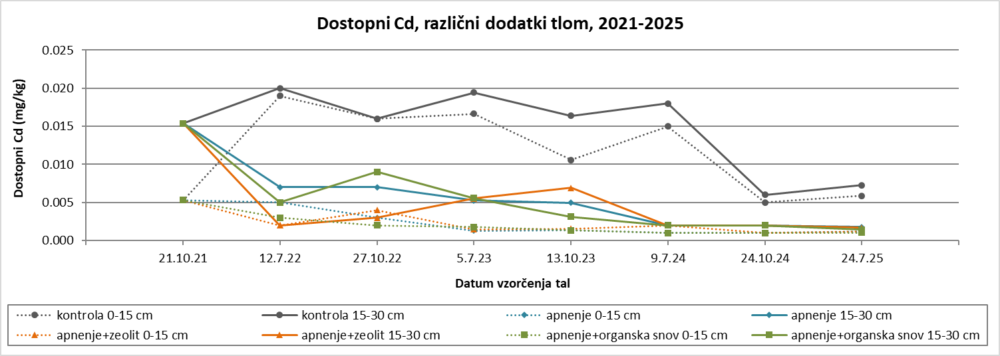 Dostopni Cd, različni dodatki tlom, 2021-2025
Dostopni Cd (mg/kg)
0.025
0.020
0.015
0.010
0.005
0.000
21.10.21 12.7.22 27.10.22 5.7.23 13.10.23 9.7.24 24.10.24 24.7.25
Datum vzorčenja tal
kontrola 0-15 cm kontrola 15-30 cm apnenje 0-15 cm apnenje 15-30 cm
apnenje+zeolit 0-15 cm apnenje+zeolit 15-30 cm apnenje+organska snov 0-15 cm apnenje+organska snov 15-30 cm